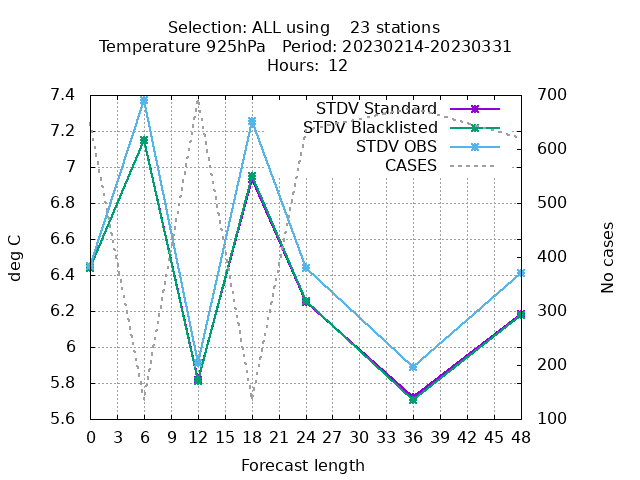 Selection: ALL using    23 stations
Temperature 925hPa   Period: 20230214-20230331
Hours:  12
7.4
7.2
7
6.8
6.6
6.4
6.2
6
5.8
5.6
700
600
500
400
300
200
100
deg C
No cases
STDV Standard
STDV Blacklisted
STDV OBS
CASES
0 3 6 9 12 15 18 21 24 27 30 33 36 39 42 45 48
Forecast length